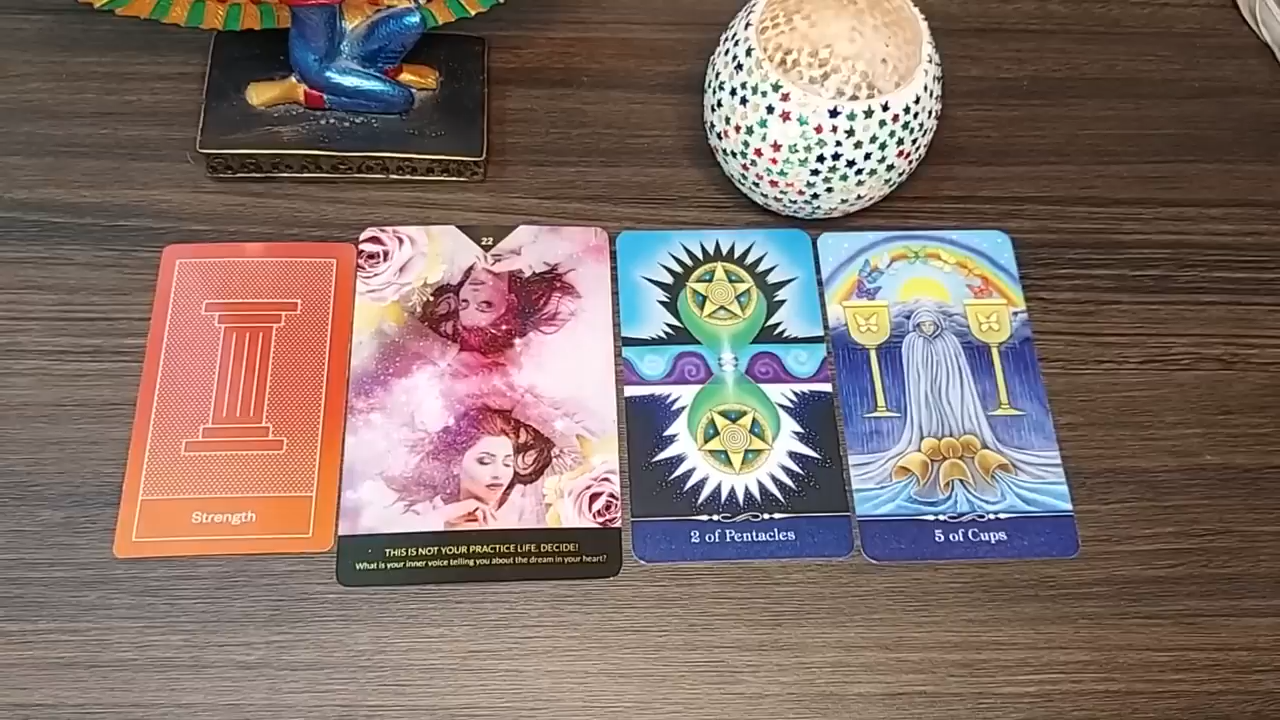 Strength
22
THIS IS NOT YOUR PRACTICE LIFE. DECIDE!
What is your inner voice telling you about the dream in your heart?
2 of Pentacles
5 of Cups